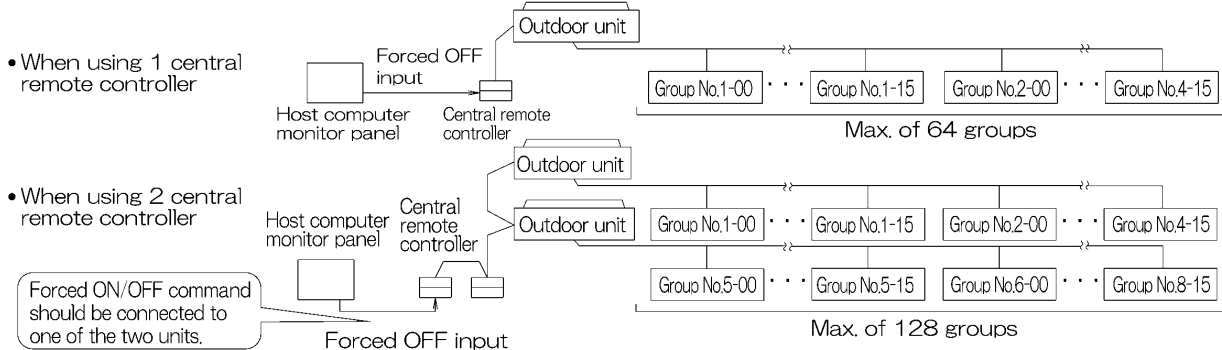 Outdoor unit
• When using 1 central
remote controller
Forced OFF
input
Host computer
monitor panel
Central remote
controller
Group No.1-00 ・・・ Group No.1-15 Group No.2-00 ・・・ Group No.4-15
Max. of 64 groups
• When using 2 central
remote controller
Outdoor unit
Host computer
monitor panel
Central
remote
controller
Outdoor unit
Group No.1-00 ・・・ Group No.1-15 Group No.2-00 ・・・ Group No.4-15
Group No.5-00 ・・・ Group No.5-15 Group No.6-00 ・・・ Group No.8-15
Max. of 128 groups
Forced ON/OFF command
should be connected to
one of the two units.
Forced OFF input